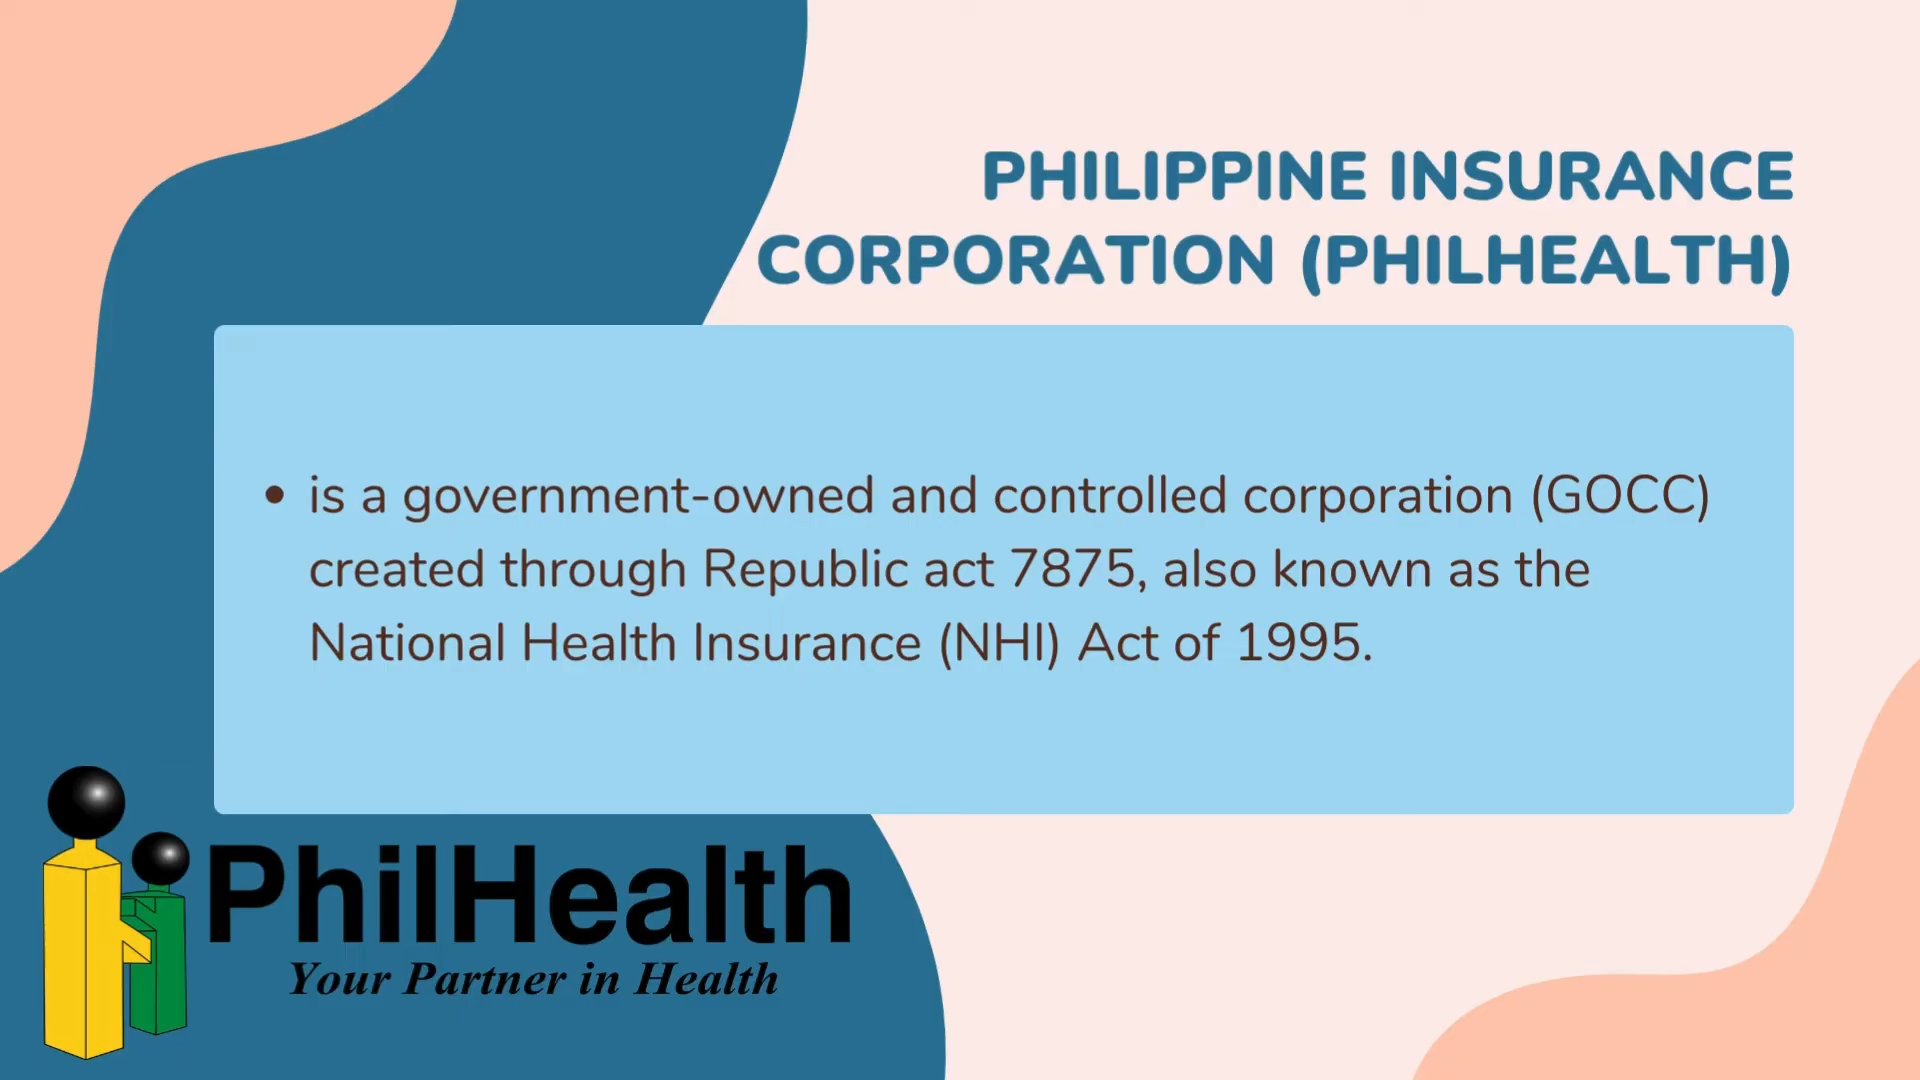 PHILIPPINE INSURANCE
CORPORATION (PHILHEALTH)
• is a government-owned and controlled corporation (GOCC)
created through Republic act 7875, also known as the
National Health Insurance (NHI) Act of 1995.
PhilHealth
Your Partner in Health